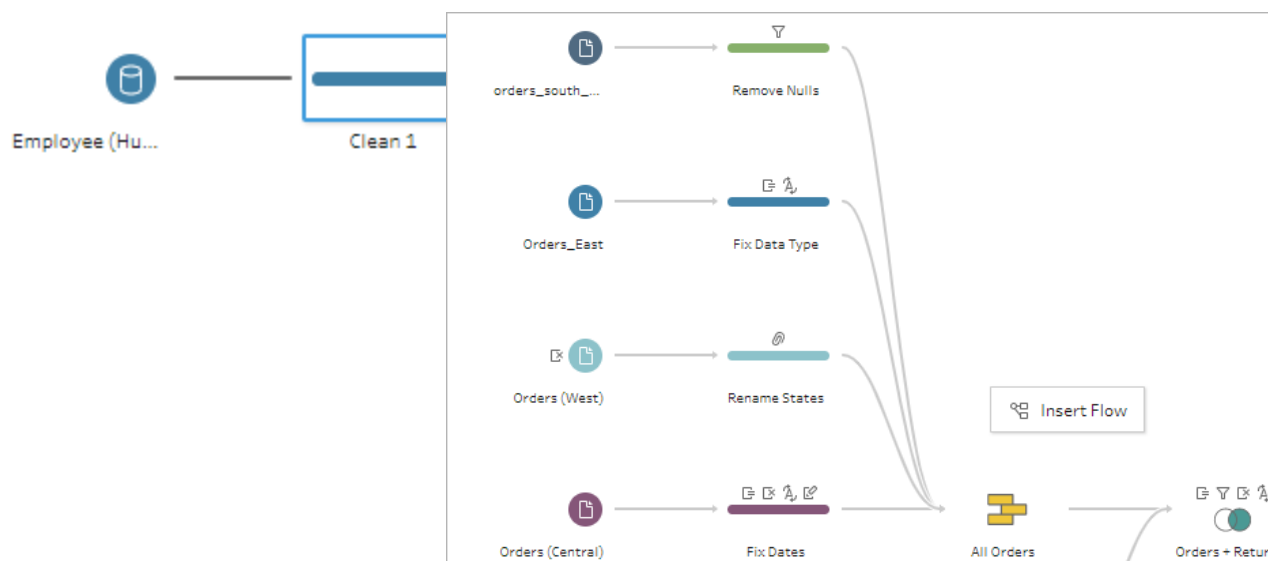 Employee (Hu...
Clean 1
orders_south_...
Remove Nulls
Orders_East
Fix Data Type
Orders (West)
Rename States
Insert Flow
Orders (Central)
Fix Dates
All Orders
Orders + Retur